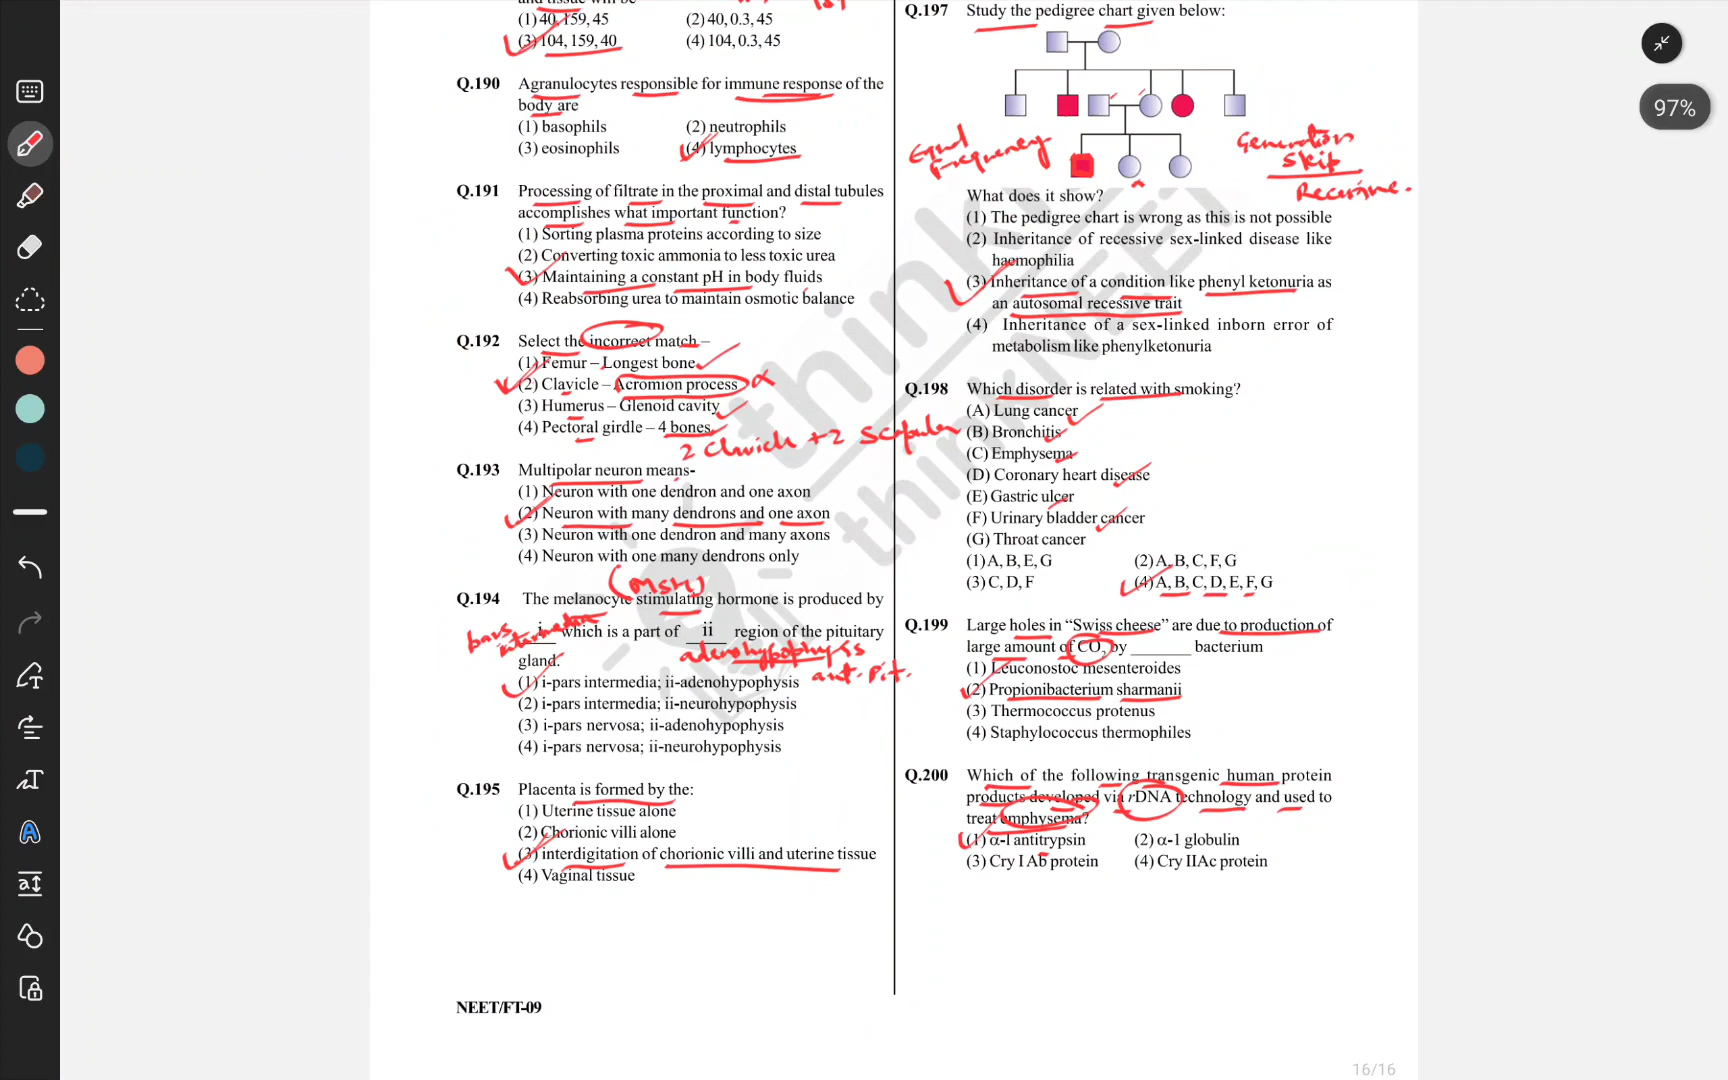 and tissue will be
(1) 40, 159, 45 (2) 40, 0.3, 45
(3) 104, 159, 40 (4) 104, 0.3, 45
Q.190 Agranulocytes responsible for immune response of the
body are
(1) basophils (2) neutrophils
(3) eosinophils (4) lymphocytes
Q.191 Processing of filtrate in the proximal and distal tubules
accomplishes what important function?
(1) Sorting plasma proteins according to size
(2) Converting toxic ammonia to less toxic urea
(3) Maintaining a constant pH in body fluids
(4) Reabsorbing urea to maintain osmotic balance
Q.192 Select the incorrect match –
(1) Femur – Longest bone
(2) Clavicle – Acromion process
(3) Humerus – Glenoid cavity
(4) Pectoral girdle – 4 bones
2 Clavicle + 2 Scapula
Q.193 Multipolar neuron means-
(1) Neuron with one dendron and one axon
(2) Neuron with many dendrons and one axon
(3) Neuron with one dendron and many axons
(4) Neuron with one many dendrons only
(MSH)
Q.194 The melanocyte stimulating hormone is produced by
pars intermedia
i which is a part of ii region of the pituitary
adenohypophysis
gland.
ant. pit.
(1) i-pars intermedia; ii-adenohypophysis
(2) i-pars intermedia; ii-neurohypophysis
(3) i-pars nervosa; ii-adenohypophysis
(4) i-pars nervosa; ii-neurohypophysis
Q.195 Placenta is formed by the:
(1) Uterine tissue alone
(2) Chorionic villi alone
(3) interdigitation of chorionic villi and uterine tissue
(4) Vaginal tissue
NEET/FT-09
Q.197 Study the pedigree chart given below:
Equal
frequency
Generation
Skip
Recessive.
What does it show?
(1) The pedigree chart is wrong as this is not possible
(2) Inheritance of recessive sex-linked disease like
haemophilia
(3) Inheritance of a condition like phenyl ketonuria as
an autosomal recessive trait
(4) Inheritance of a sex-linked inborn error of
metabolism like phenylketonuria
Q.198 Which disorder is related with smoking?
(A) Lung cancer
(B) Bronchitis
(C) Emphysema
(D) Coronary heart disease
(E) Gastric ulcer
(F) Urinary bladder cancer
(G) Throat cancer
(1) A, B, E, G (2) A, B, C, F, G
(3) C, D, F (4) A, B, C, D, E, F, G
Q.199 Large holes in “Swiss cheese” are due to production of
large amount of CO₂ by ______ bacterium
(1) Leuconostoc mesenteroides
(2) Propionibacterium sharmanii
(3) Thermococcus protenus
(4) Staphylococcus thermophiles
Q.200 Which of the following transgenic human protein
products developed via rDNA technology and used to
treat emphysema?
(1) α-1 antitrypsin (2) α-1 globulin
(3) Cry I Ab protein (4) Cry IIAc protein
think
thinkNEET
97%
16/16